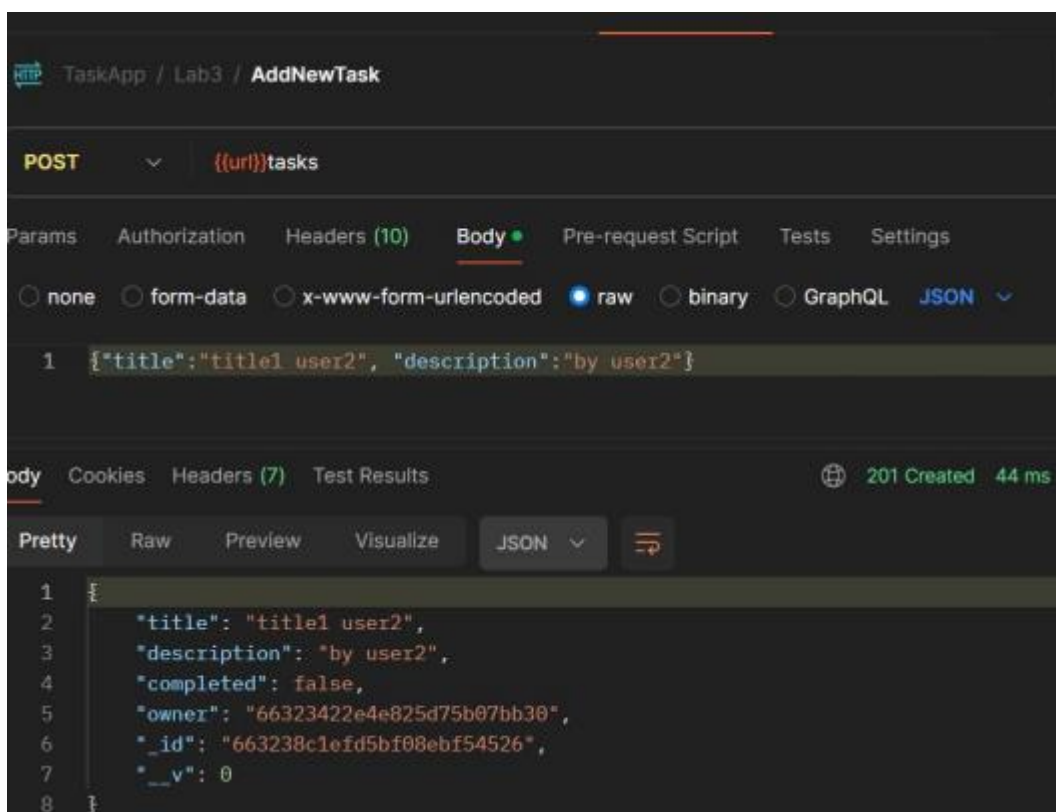 HTTP TaskApp / Lab3 / AddNewTask
POST {{url}}tasks
Params Authorization Headers (10) Body Pre-request Script Tests Settings
none form-data x-www-form-urlencoded raw binary GraphQL JSON
1 {"title":"title1 user2", "description":"by user2"}
ody Cookies Headers (7) Test Results 201 Created 44 ms
Pretty Raw Preview Visualize JSON
1 {
2 "title": "title1 user2",
3 "description": "by user2",
4 "completed": false,
5 "owner": "66323422e4e825d75b07bb30",
6 "_id": "663238c1efd5bf08ebf54526",
7 "__v": 0
8 }